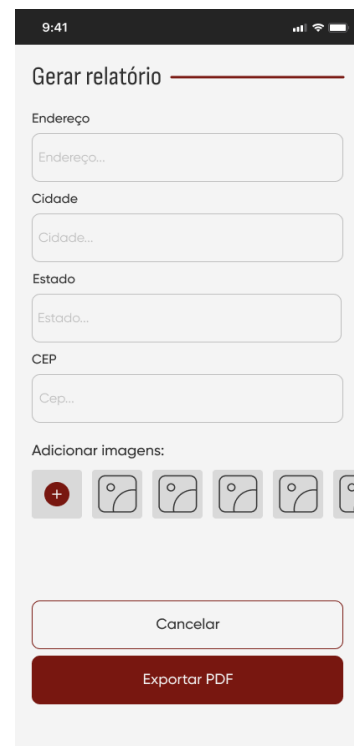 9:41
Gerar relatório
Endereço
Endereço...
Cidade
Cidade...
Estado
Estado...
CEP
Cep...
Adicionar imagens:
Cancelar
Exportar PDF